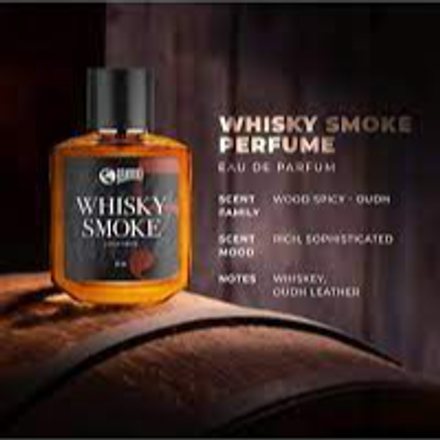 WHISKY
SMOKE
WHISKY SMOKE
PERFUME
EAU DE PARFUM
SCENT FAMILY WOOD SPICY - OUDH
SCENT MOOD RICH, SOPHISTICATED
NOTES WHISKEY,
OUDH LEATHER